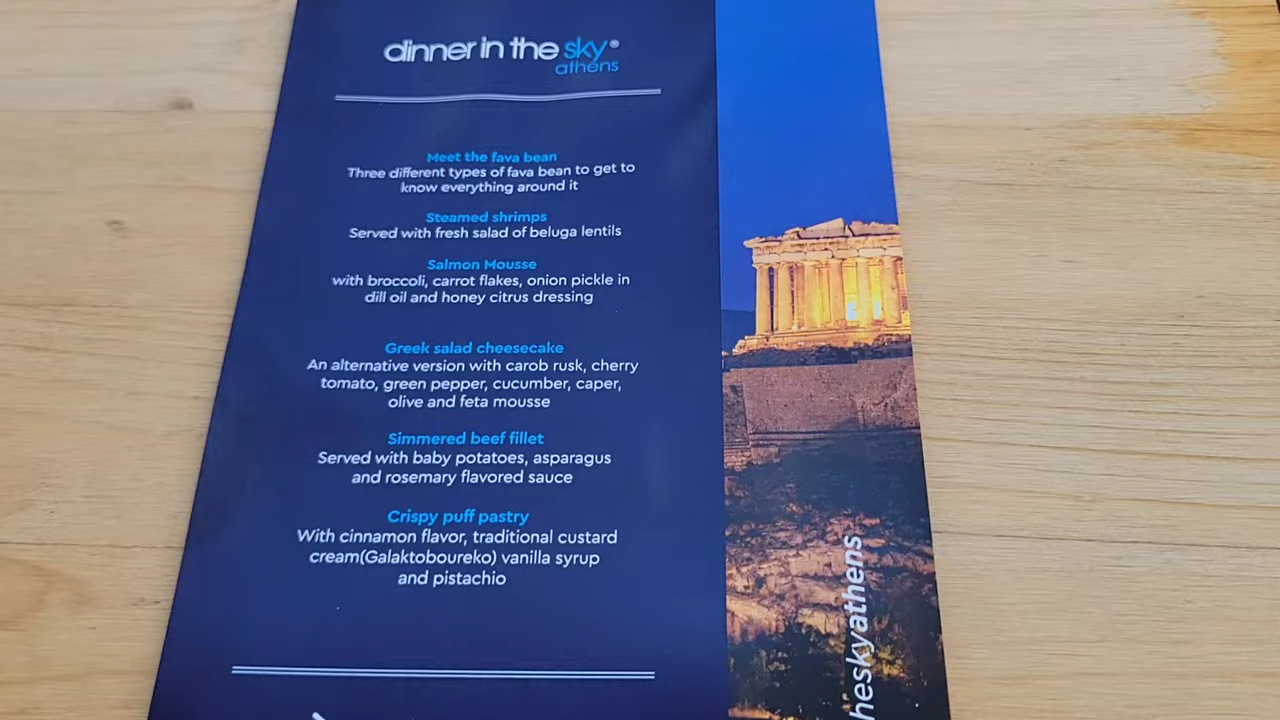 dinner in the sky®
athens
Meet the fava bean
Three different types of fava bean to get to
know everything around it
Steamed shrimps
Served with fresh salad of beluga lentils
Salmon Mousse
with broccoli, carrot flakes, onion pickle in
dill oil and honey citrus dressing
Greek salad cheesecake
An alternative version with carob rusk, cherry
tomato, green pepper, cucumber, caper,
olive and feta mousse
Simmered beef fillet
Served with baby potatoes, asparagus
and rosemary flavored sauce
Crispy puff pastry
With cinnamon flavor, traditional custard
cream(Galaktoboureko) vanilla syrup
and pistachio
heskyathens